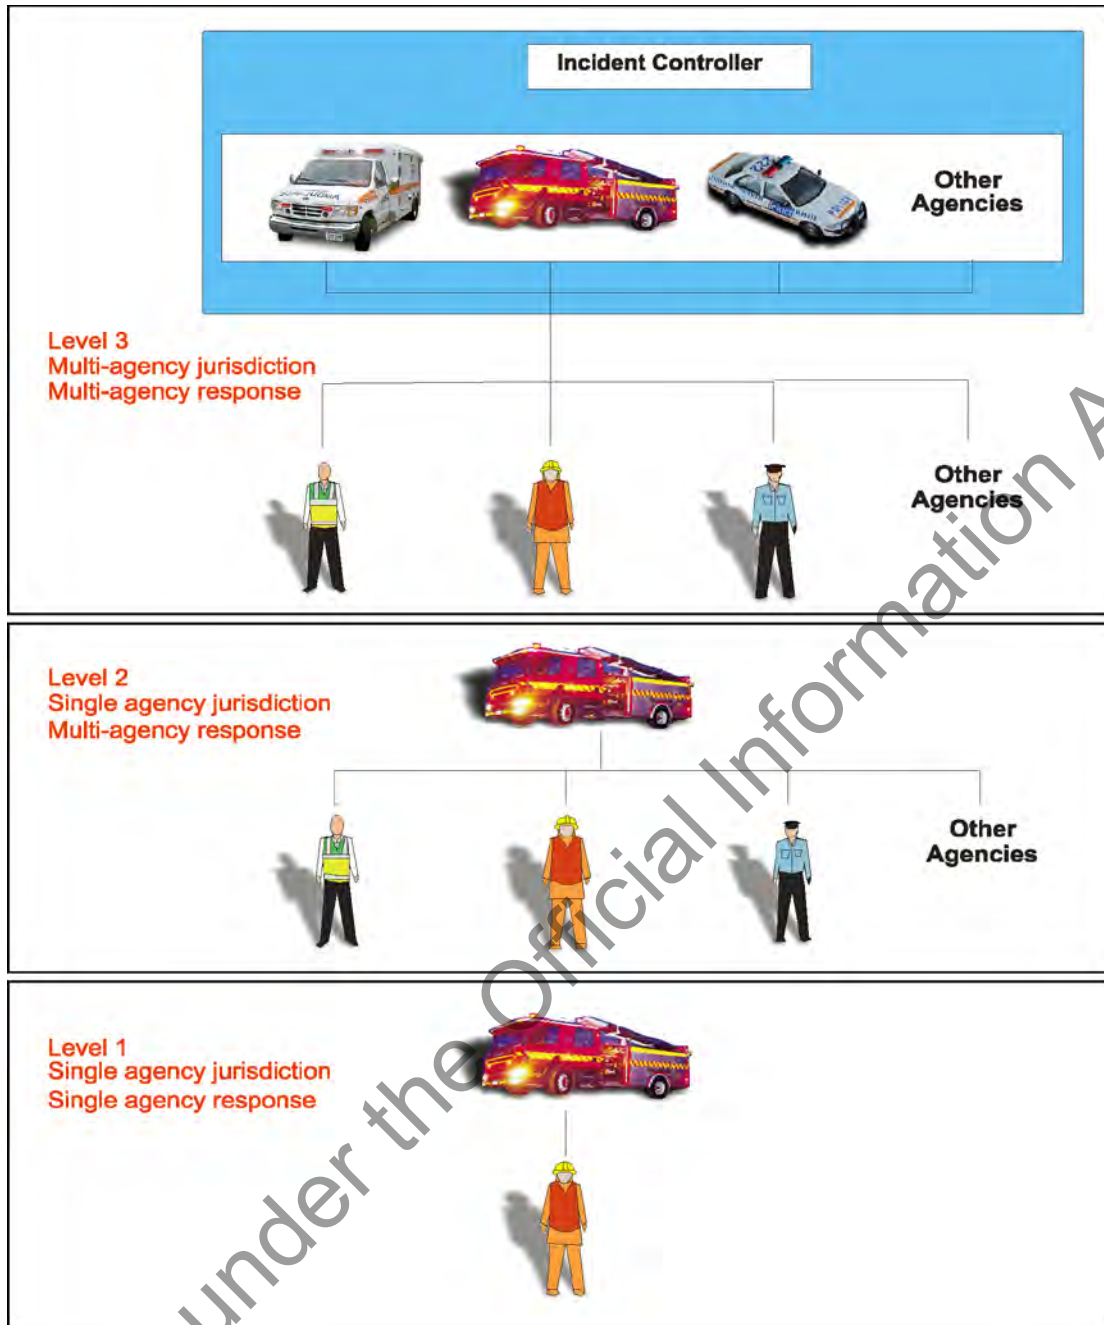 Incident Controller
Other
Agencies
Level 3
Multi-agency jurisdiction
Multi-agency response
Other
Agencies
Level 2
Single agency jurisdiction
Multi-agency response
Other
Agencies
Level 1
Single agency jurisdiction
Single agency response
under the Official Information A